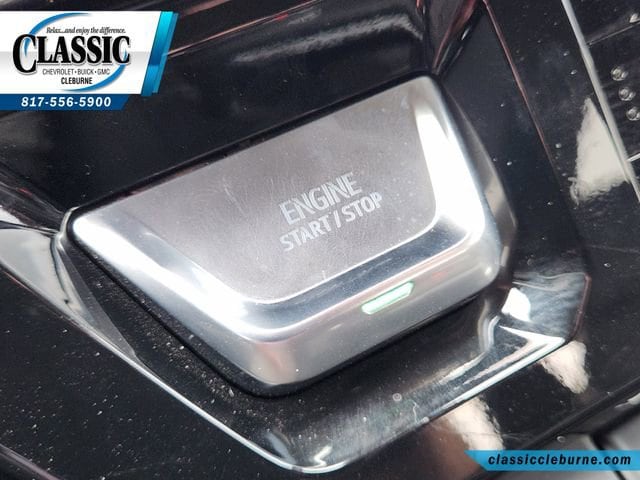 Relax...and enjoy the difference.
CLASSIC
CHEVROLET • BUICK • GMC
CLEBURNE
817-556-5900
ENGINE
START / STOP
classiccleburne.com